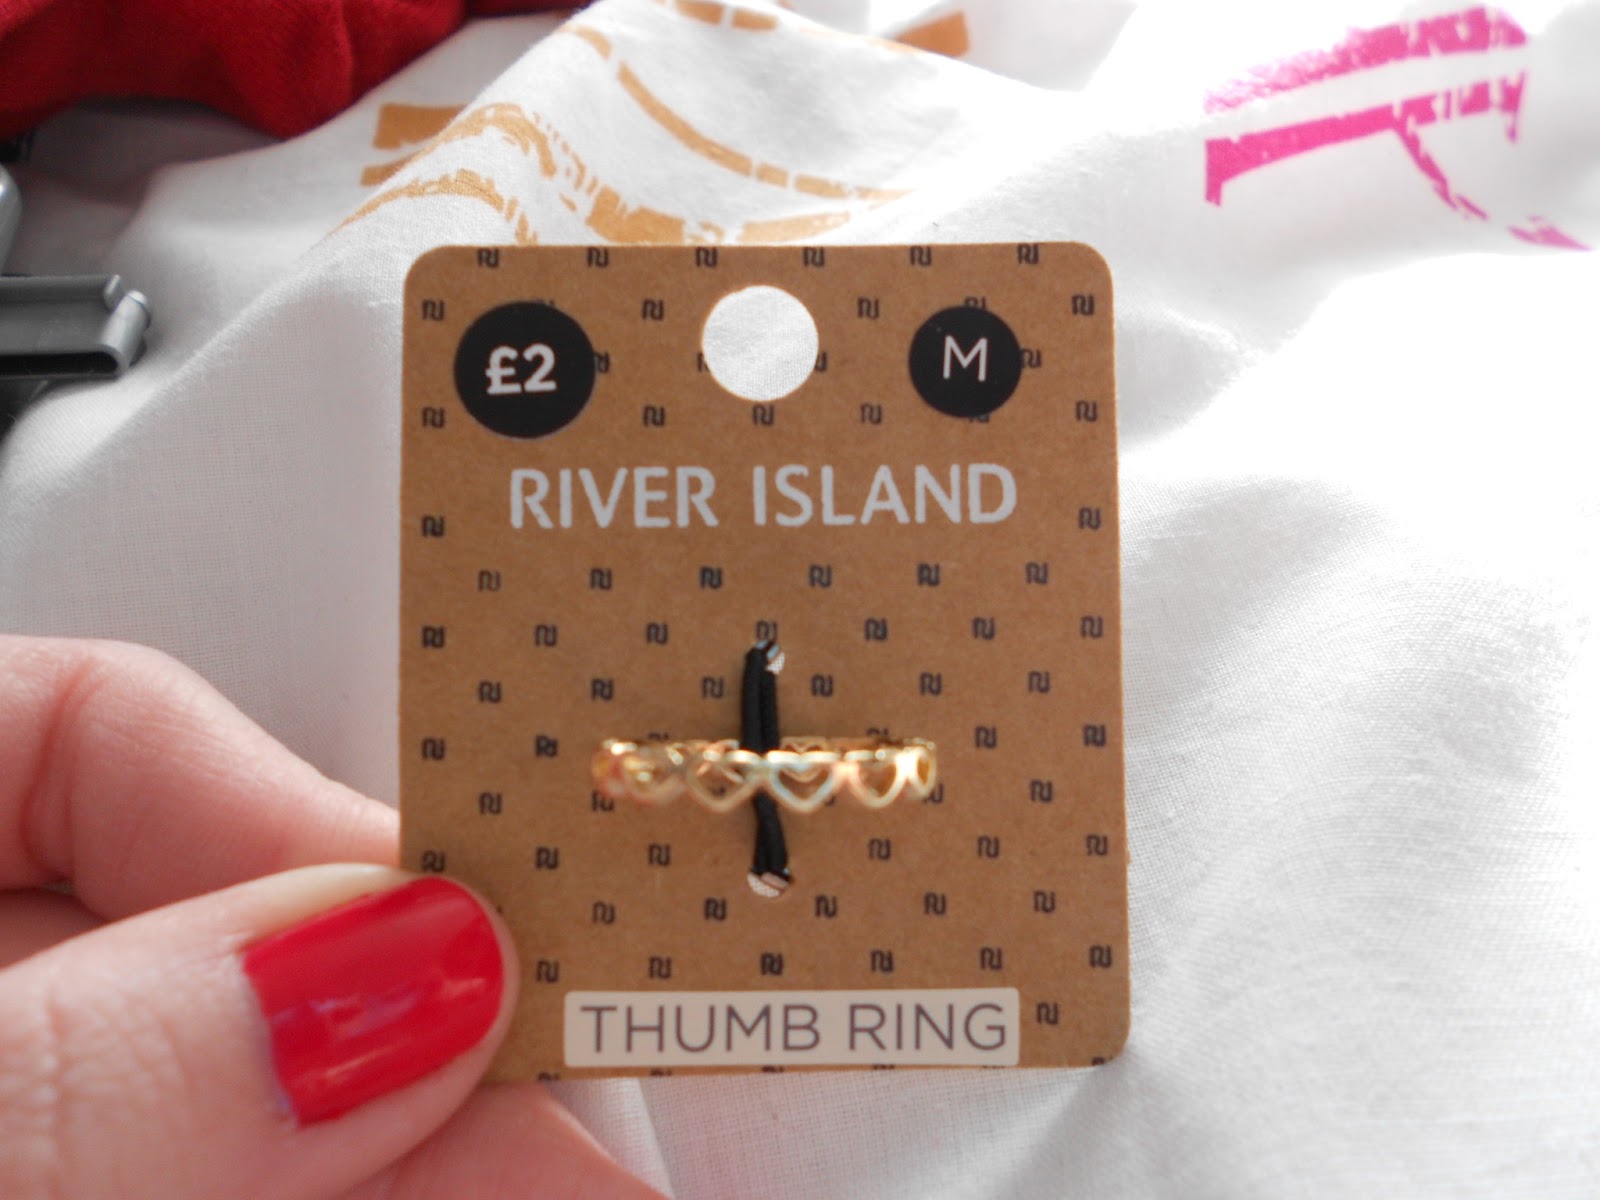 £2
M
RIVER ISLAND
THUMB RING